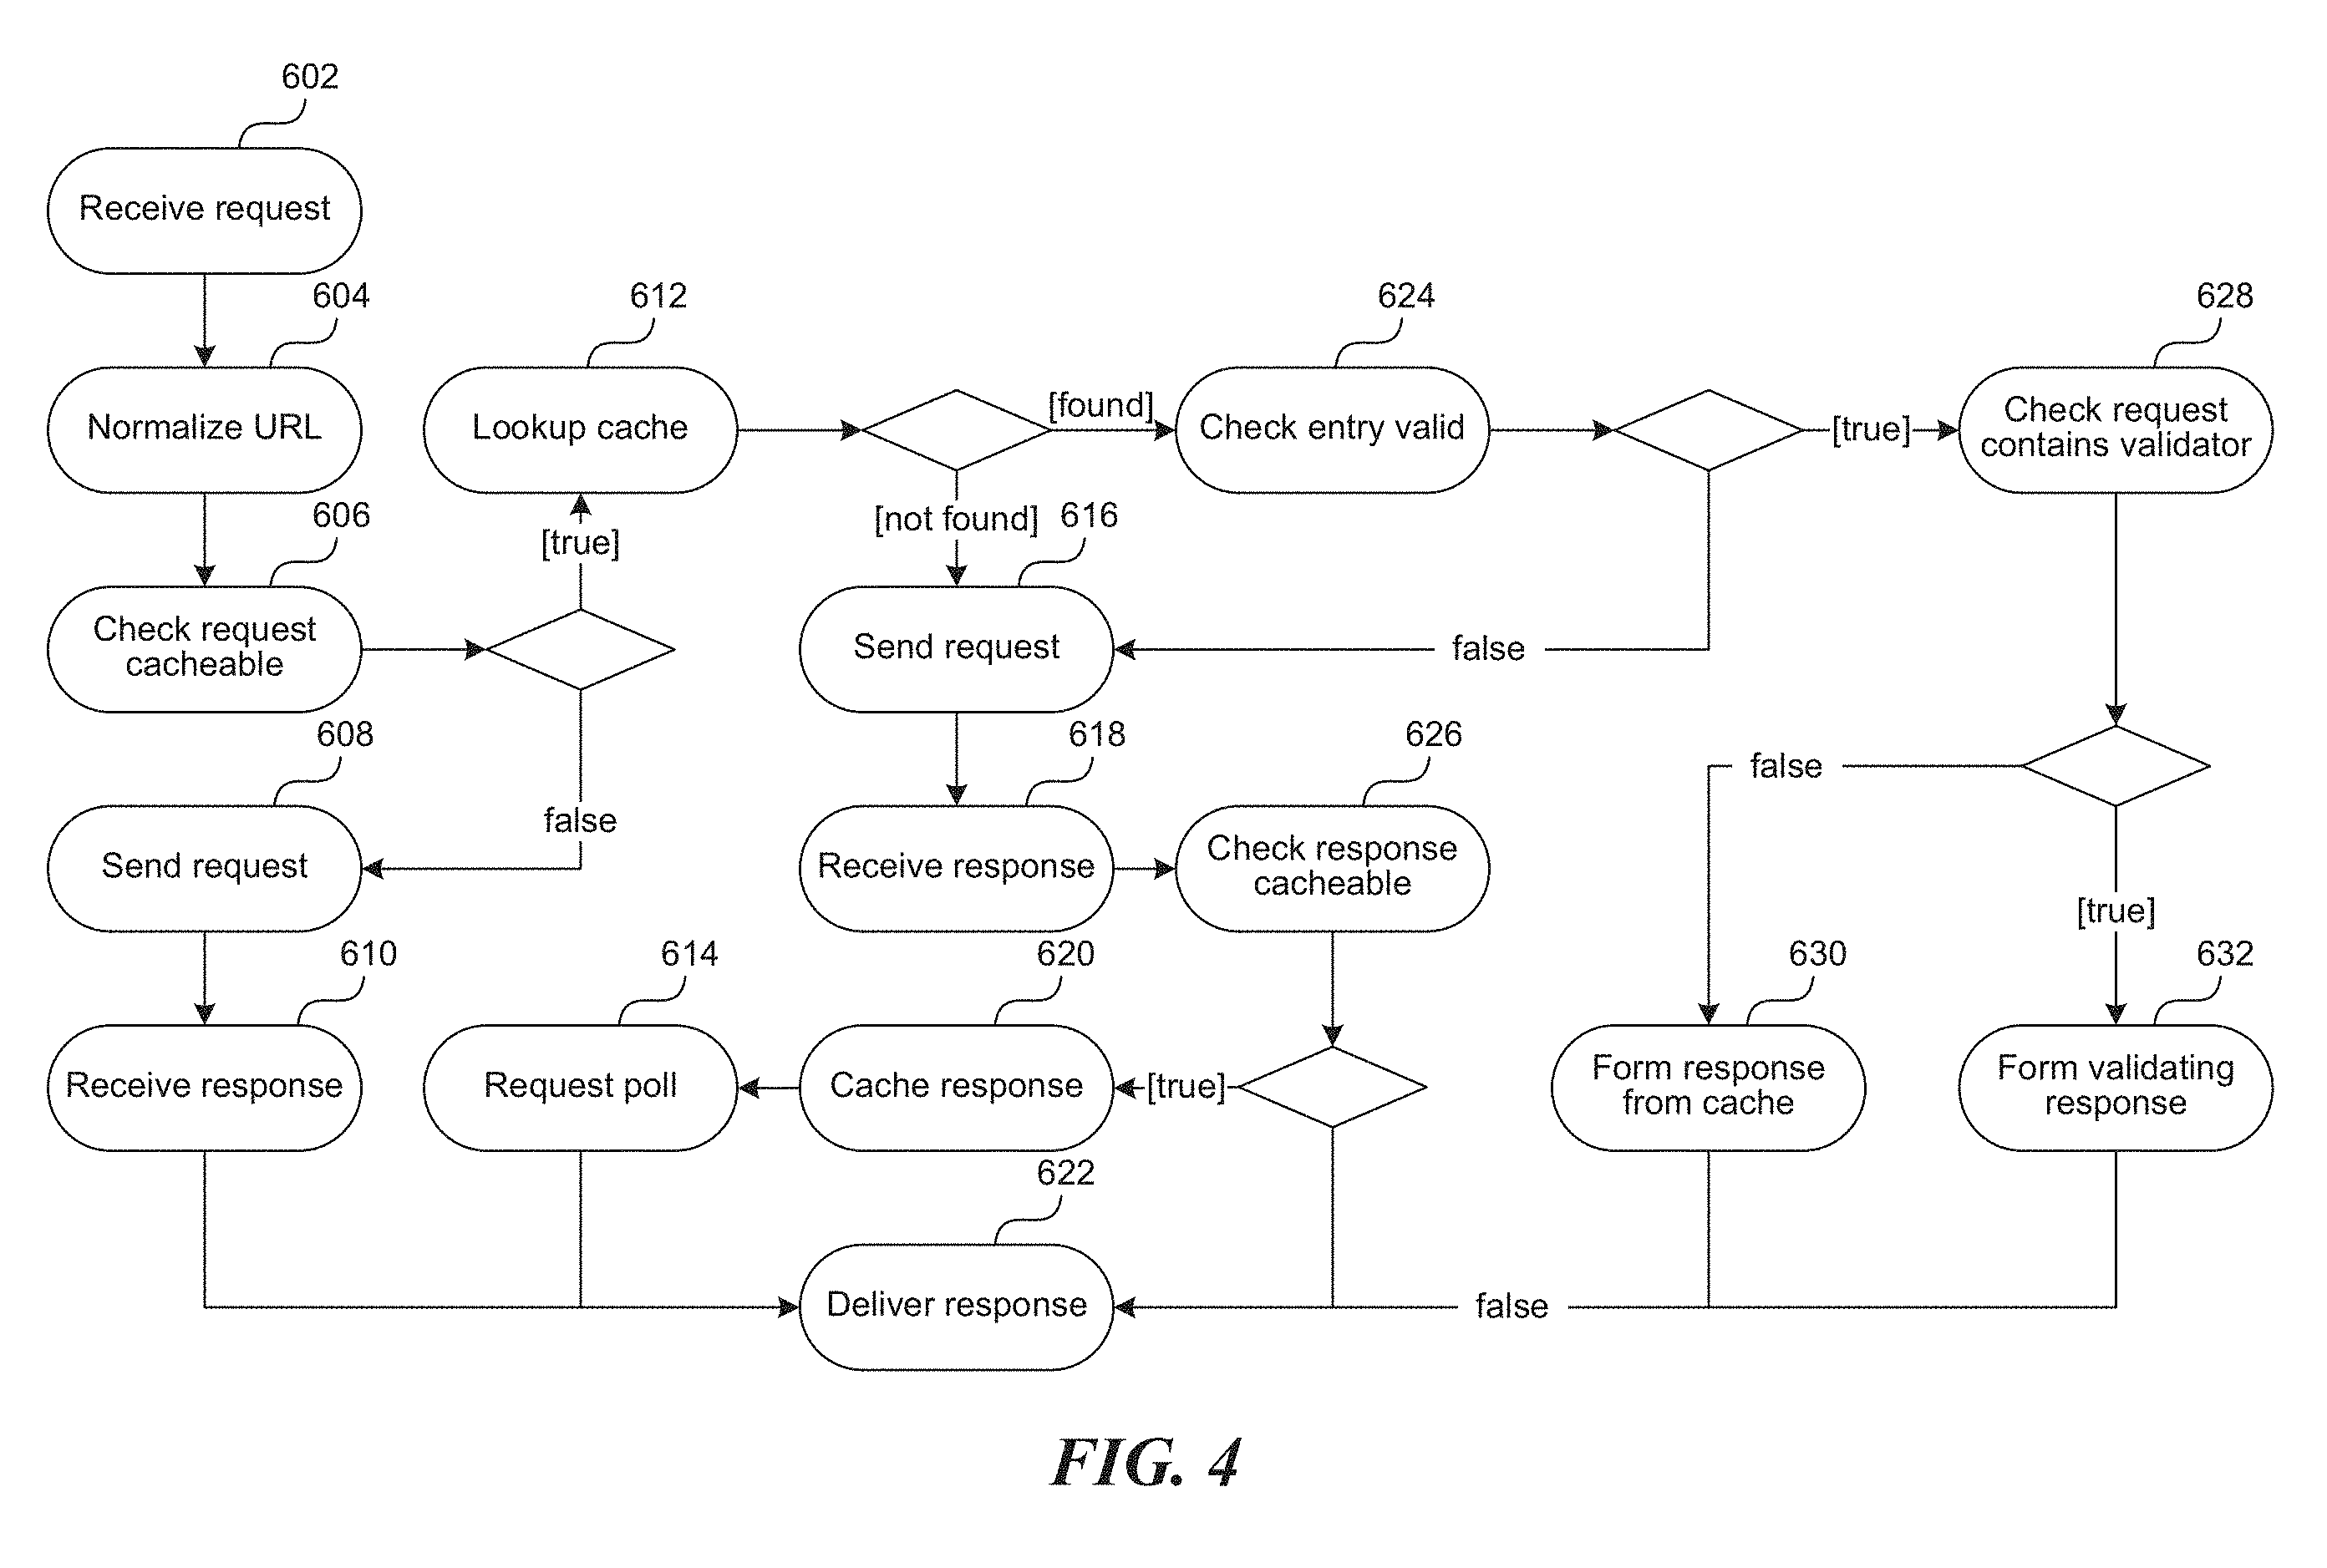 602
Receive request
604
612
624
628
Normalize URL
Lookup cache
[found]
Check entry valid
[true]
Check request
contains validator
606
[true]
[not found]
616
Check request
cacheable
Send request
false
608
618
626
false
false
Send request
Receive response
Check response
cacheable
[true]
610
614
620
630
632
Receive response
Request poll
Cache response
[true]
Form response
from cache
Form validating
response
622
Deliver response
false
FIG. 4